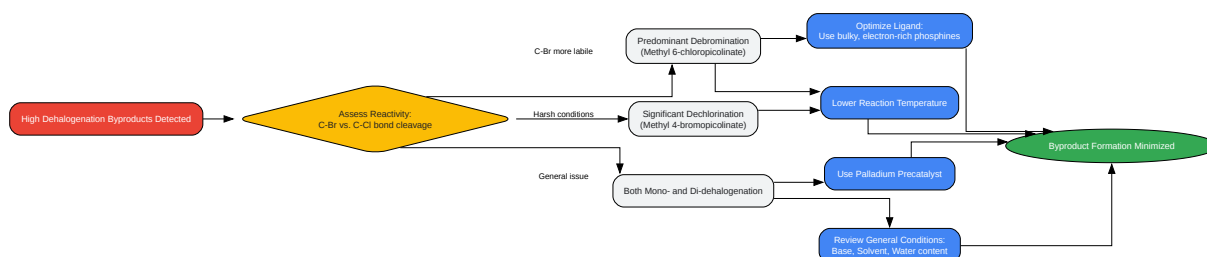 High Dehalogenation Byproducts Detected
Assess Reactivity:
C-Br vs. C-Cl bond cleavage
C-Br more labile
Harsh conditions
General issue
Predominant Debromination
(Methyl 6-chloropicolinate)
Significant Dechlorination
(Methyl 4-bromopicolinate)
Both Mono- and Di-dehalogenation
Optimize Ligand:
Use bulky, electron-rich phosphines
Lower Reaction Temperature
Use Palladium Precatalyst
Review General Conditions:
Base, Solvent, Water content
Byproduct Formation Minimized